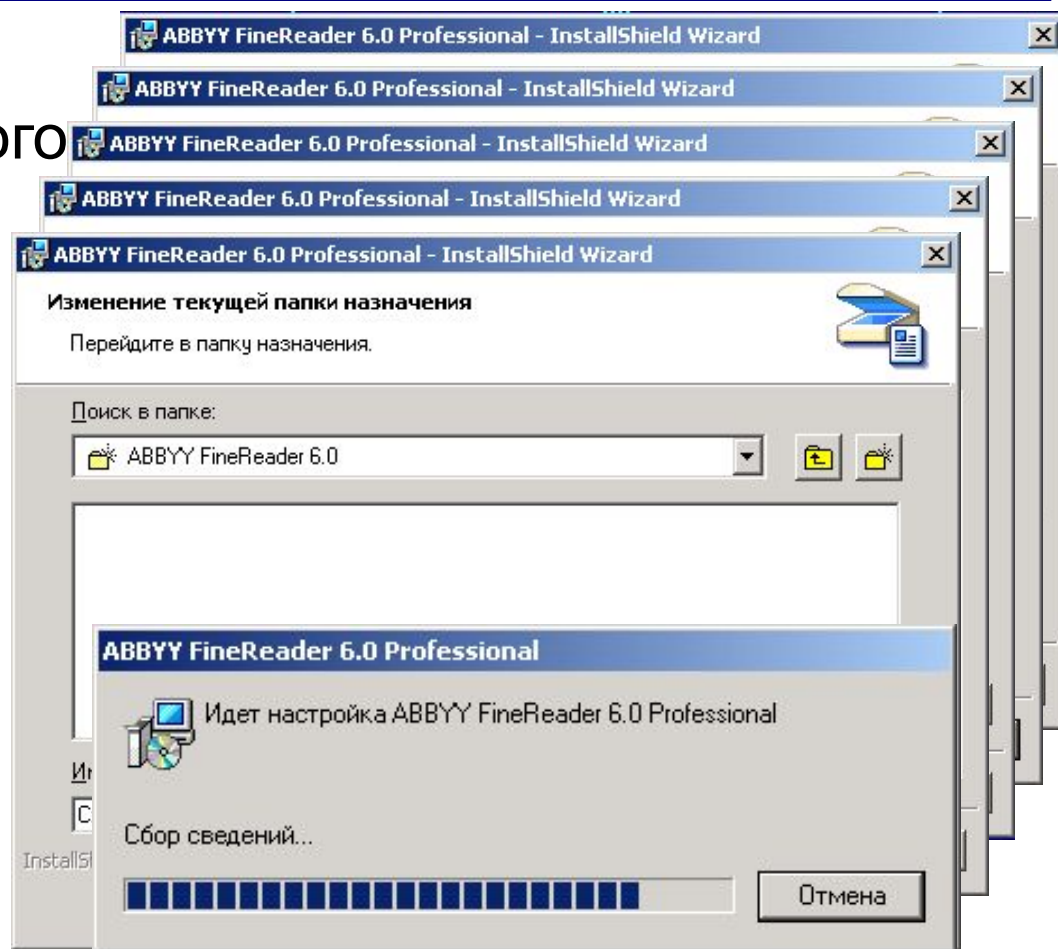 ABBYY FineReader 6.0 Professional - InstallShield Wizard
ABBYY FineReader 6.0 Professional - InstallShield Wizard
ABBYY FineReader 6.0 Professional - InstallShield Wizard
ABBYY FineReader 6.0 Professional - InstallShield Wizard
ABBYY FineReader 6.0 Professional - InstallShield Wizard
Изменение текущей папки назначения
Перейдите в папку назначения.
Поиск в папке:
ABBYY FineReader 6.0
ABBYY FineReader 6.0 Professional
Идет настройка ABBYY FineReader 6.0 Professional
Сбор сведений...
Отмена